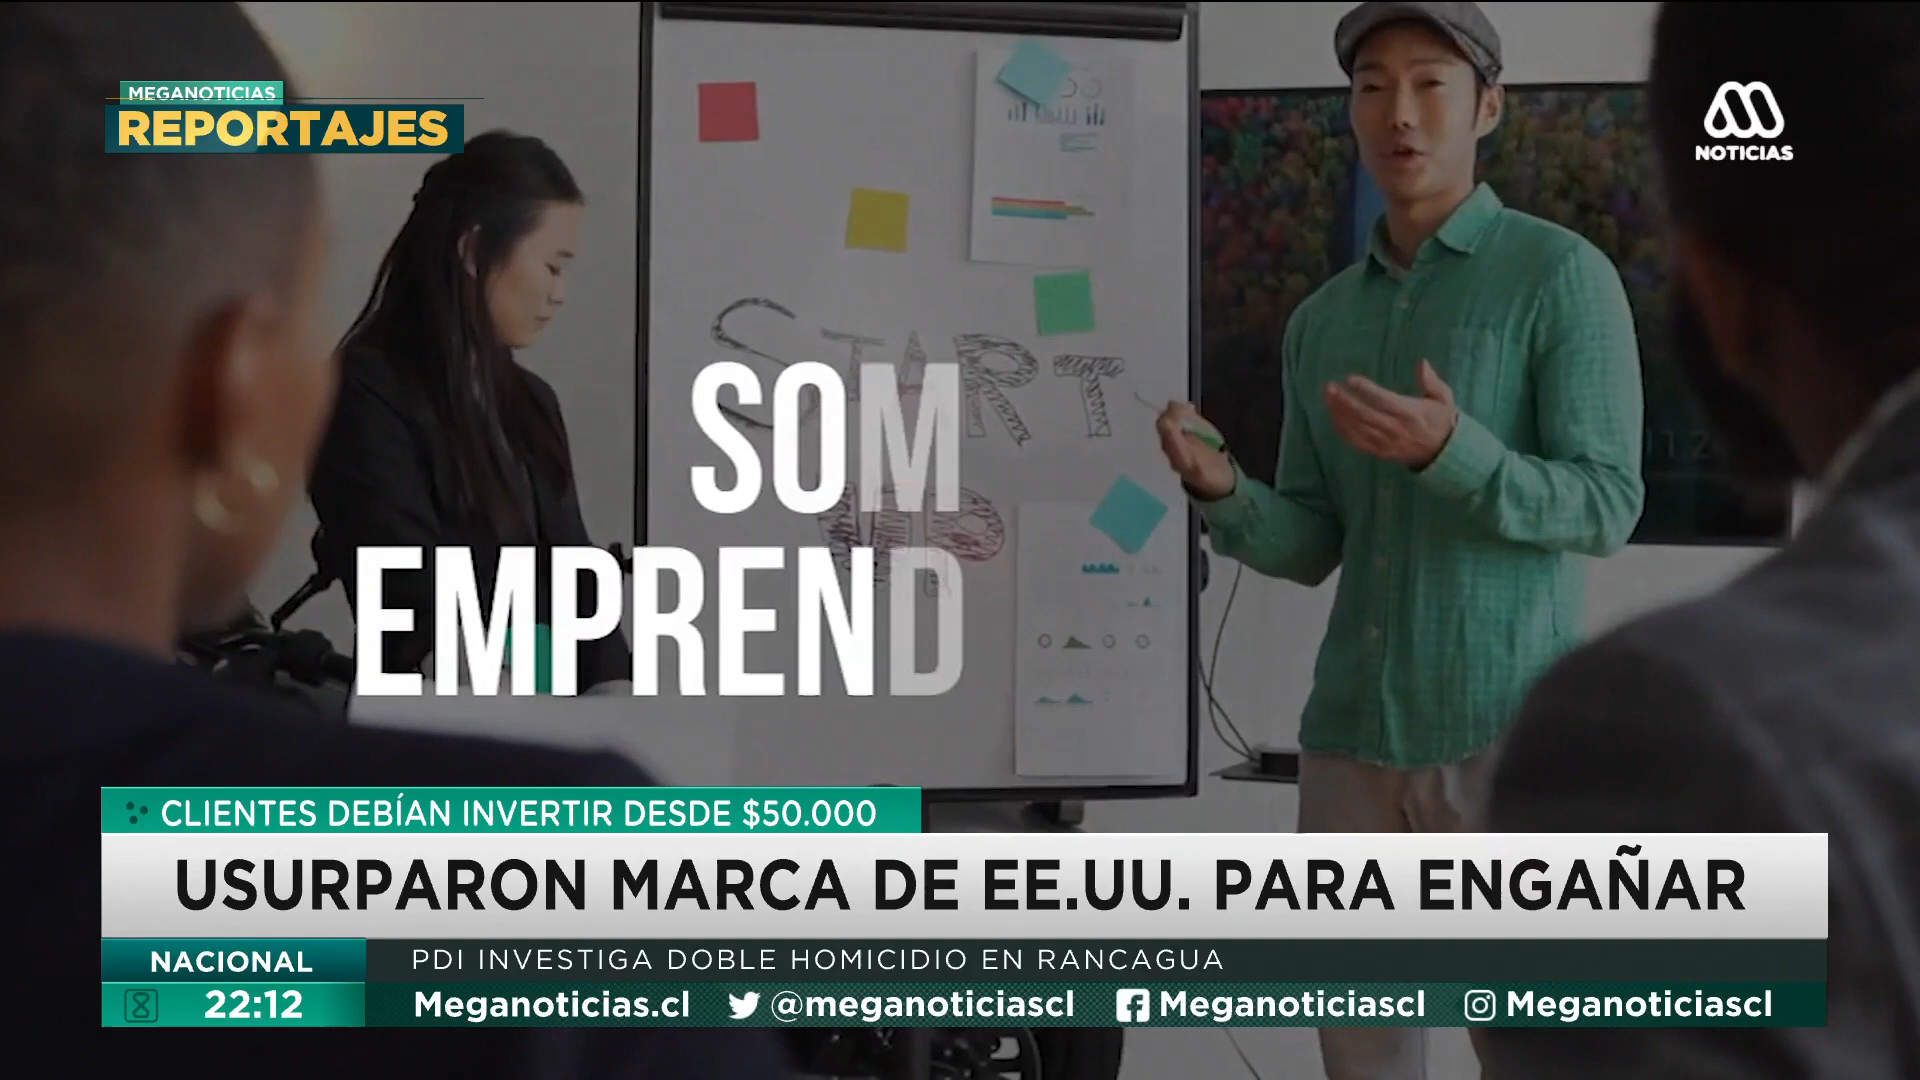 MEGANOTICIAS
REPORTAJES
NOTICIAS
START
UP
SOM
EMPREND
CLIENTES DEBÍAN INVERTIR DESDE $50.000
USURPARON MARCA DE EE.UU. PARA ENGAÑAR
NACIONAL
PDI INVESTIGA DOBLE HOMICIDIO EN RANCAGUA
22:12
Meganoticias.cl @meganoticiascl Meganoticiascl Meganoticiascl